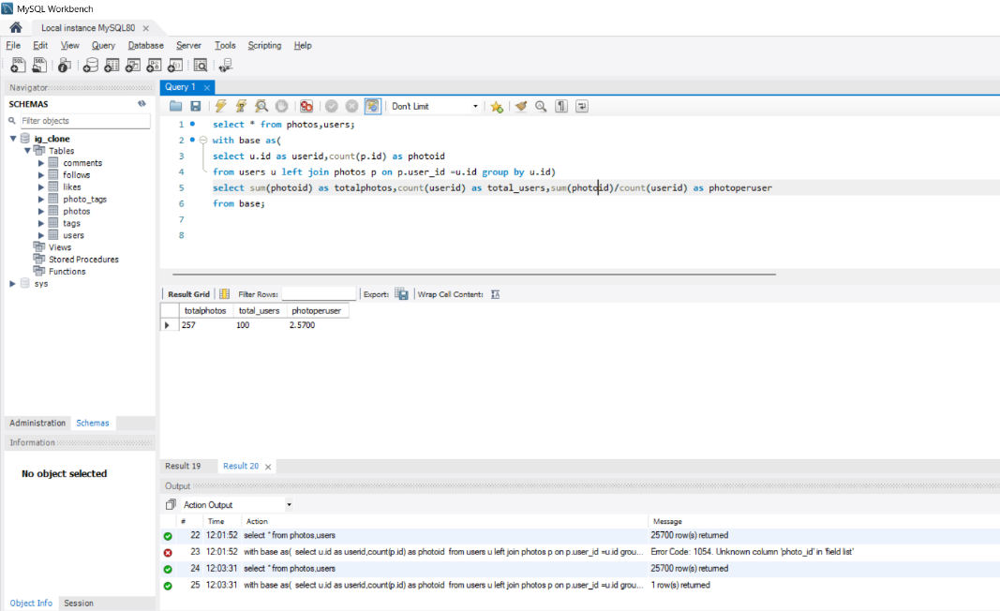 MySQL Workbench
Local instance MySQL80 ×
File Edit View Query Database Server Tools Scripting Help
Navigator
SCHEMAS
Filter objects
ig_clone
Tables
comments
follows
likes
photo_tags
photos
tags
users
Views
Stored Procedures
Functions
sys
Administration Schemas
Information
No object selected
Object Info Session
Query 1 ×
Don't Limit
1 select * from photos,users;
2 with base as(
3 select u.id as userid,count(p.id) as photoid
4 from users u left join photos p on p.user_id =u.id group by u.id)
5 select sum(photoid) as totalphotos,count(userid) as total_users,sum(photoid)/count(userid) as photoperuser
6 from base;
7
8
Result Grid Filter Rows: Export: Wrap Cell Content:
totalphotos total_users photoperuser
257 100 2.5700
Result 19 Result 20 ×
Output
Action Output
# Time Action Message
22 12:01:52 select * from photos,users 25700 row(s) returned
23 12:01:52 with base as( select u.id as userid,count(p.id) as photoid from users u left join photos p on p.user_id =u.id grou... Error Code: 1054. Unknown column 'photo_id' in 'field list'
24 12:03:31 select * from photos,users 25700 row(s) returned
25 12:03:31 with base as( select u.id as userid,count(p.id) as photoid from users u left join photos p on p.user_id =u.id grou... 1 row(s) returned